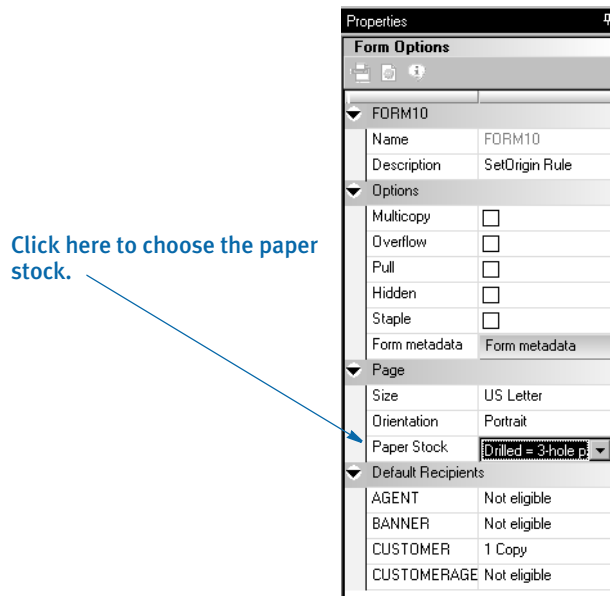 Properties
Form Options
FORM10
Name FORM10
Description SetOrigin Rule
Options
Multicopy
Overflow
Pull
Hidden
Staple
Form metadata Form metadata
Page
Size US Letter
Orientation Portrait
Paper Stock Drilled = 3-hole p
Default Recipients
AGENT Not eligible
BANNER Not eligible
CUSTOMER 1 Copy
CUSTOMERAGE Not eligible
Click here to choose the paper
stock.